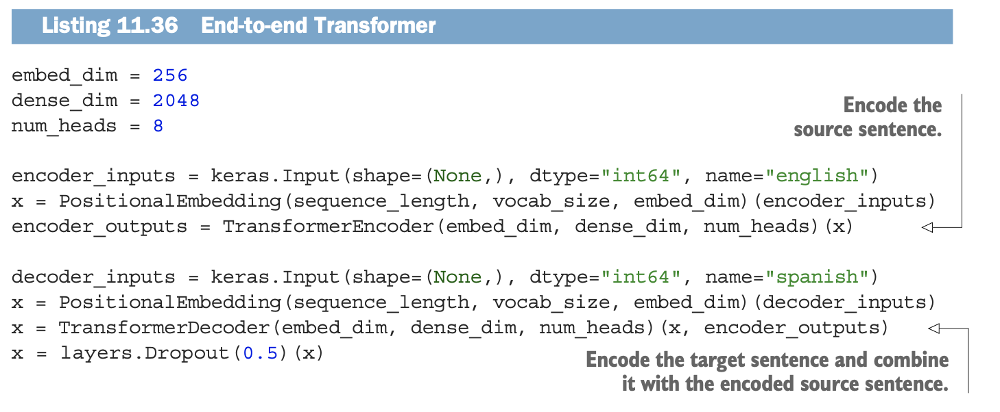 Listing 11.36 End-to-end Transformer
embed_dim = 256
dense_dim = 2048
num_heads = 8
Encode the
source sentence.
encoder_inputs = keras.Input(shape=(None,), dtype="int64", name="english")
x = PositionalEmbedding(sequence_length, vocab_size, embed_dim)(encoder_inputs)
encoder_outputs = TransformerEncoder(embed_dim, dense_dim, num_heads)(x)
decoder_inputs = keras.Input(shape=(None,), dtype="int64", name="spanish")
x = PositionalEmbedding(sequence_length, vocab_size, embed_dim)(decoder_inputs)
x = TransformerDecoder(embed_dim, dense_dim, num_heads)(x, encoder_outputs)
x = layers.Dropout(0.5)(x)
Encode the target sentence and combine
it with the encoded source sentence.